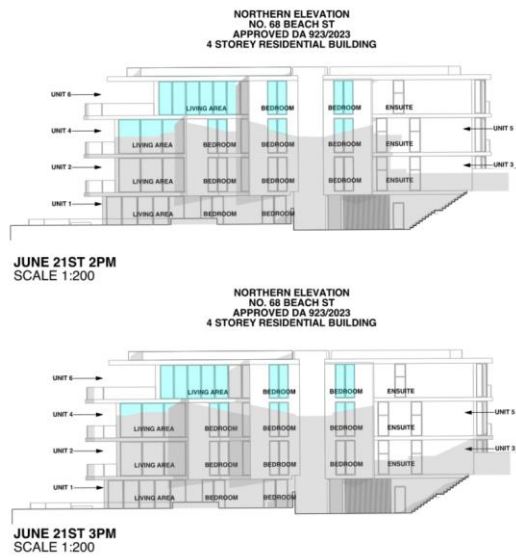 NORTHERN ELEVATION
NO. 68 BEACH ST
APPROVED DA 923/2023
4 STOREY RESIDENTIAL BUILDING
UNIT 6
LIVING AREA BEDROOM BEDROOM ENSUITE
UNIT 4 UNIT 5
LIVING AREA BEDROOM BEDROOM BEDROOM ENSUITE
UNIT 2 UNIT 3
LIVING AREA BEDROOM BEDROOM BEDROOM ENSUITE
UNIT 1
LIVING AREA BEDROOM BEDROOM
JUNE 21ST 2PM
SCALE 1:200
NORTHERN ELEVATION
NO. 68 BEACH ST
APPROVED DA 923/2023
4 STOREY RESIDENTIAL BUILDING
UNIT 6
LIVING AREA BEDROOM BEDROOM ENSUITE
UNIT 4 UNIT 5
LIVING AREA BEDROOM BEDROOM BEDROOM ENSUITE
UNIT 2 UNIT 3
LIVING AREA BEDROOM BEDROOM BEDROOM ENSUITE
UNIT 1
LIVING AREA BEDROOM BEDROOM
JUNE 21ST 3PM
SCALE 1:200